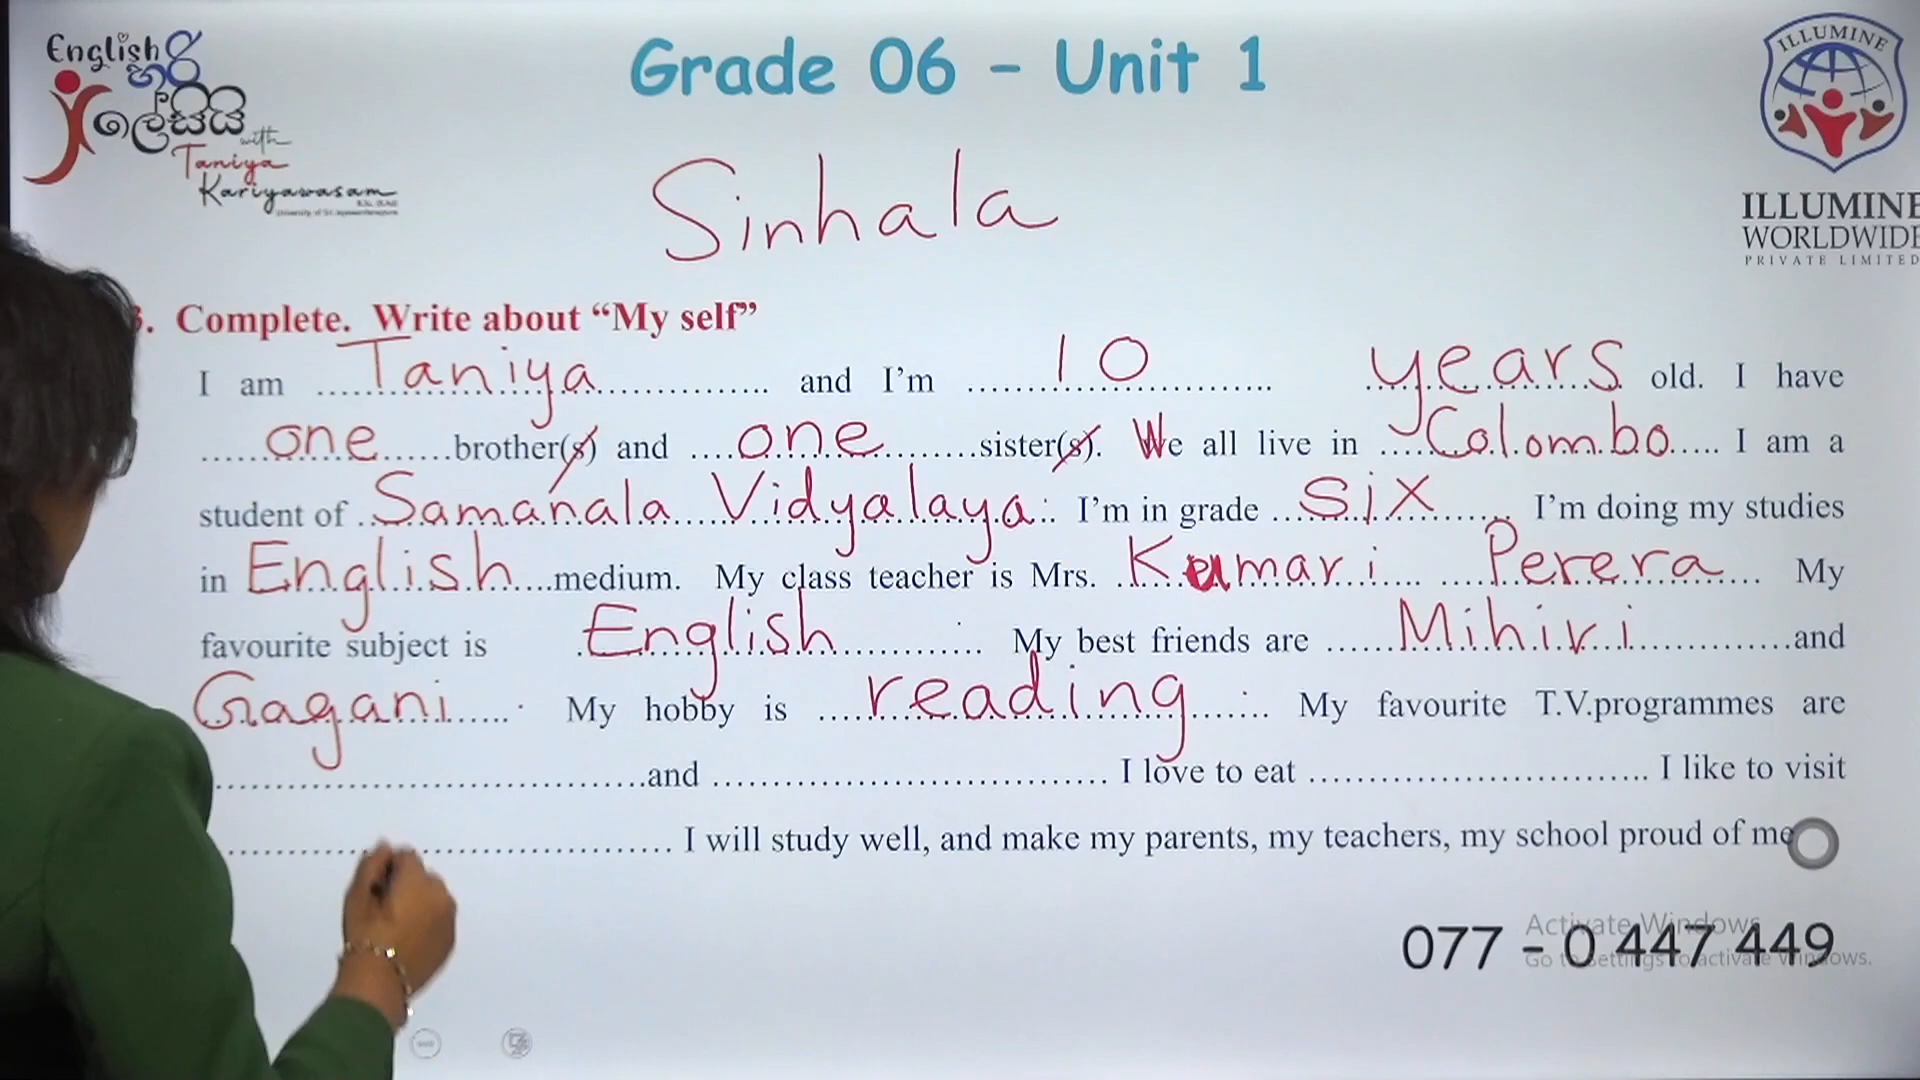 English හරි
ලේසියි
with
Taniya
Kariyawasam
Grade 06 - Unit 1
ILLUMINE
ILLUMINE
WORLDWIDE
PRIVATE LIMITED
Sinhala
3. Complete. Write about “My self”
I am .....Taniya.............. and I’m .......10............ years old. I have
......one......brother(s) and ....one.........sister(s). We all live in ....Colombo..... I am a
student of ..Samanala Vidyalaya.. I’m in grade ....six...... I’m doing my studies
in English...medium. My class teacher is Mrs. .Kumari.... ....Perera.... My
favourite subject is .English............. My best friends are ......Mihiri..............and
Gagani...... My hobby is ....reading....... My favourite T.V.programmes are
........................................and ..................................... I love to eat ................................ I like to visit
.......................................... I will study well, and make my parents, my teachers, my school proud of me
077 - 0 447 449
Activate Windows
Go to Settings to activate Windows.